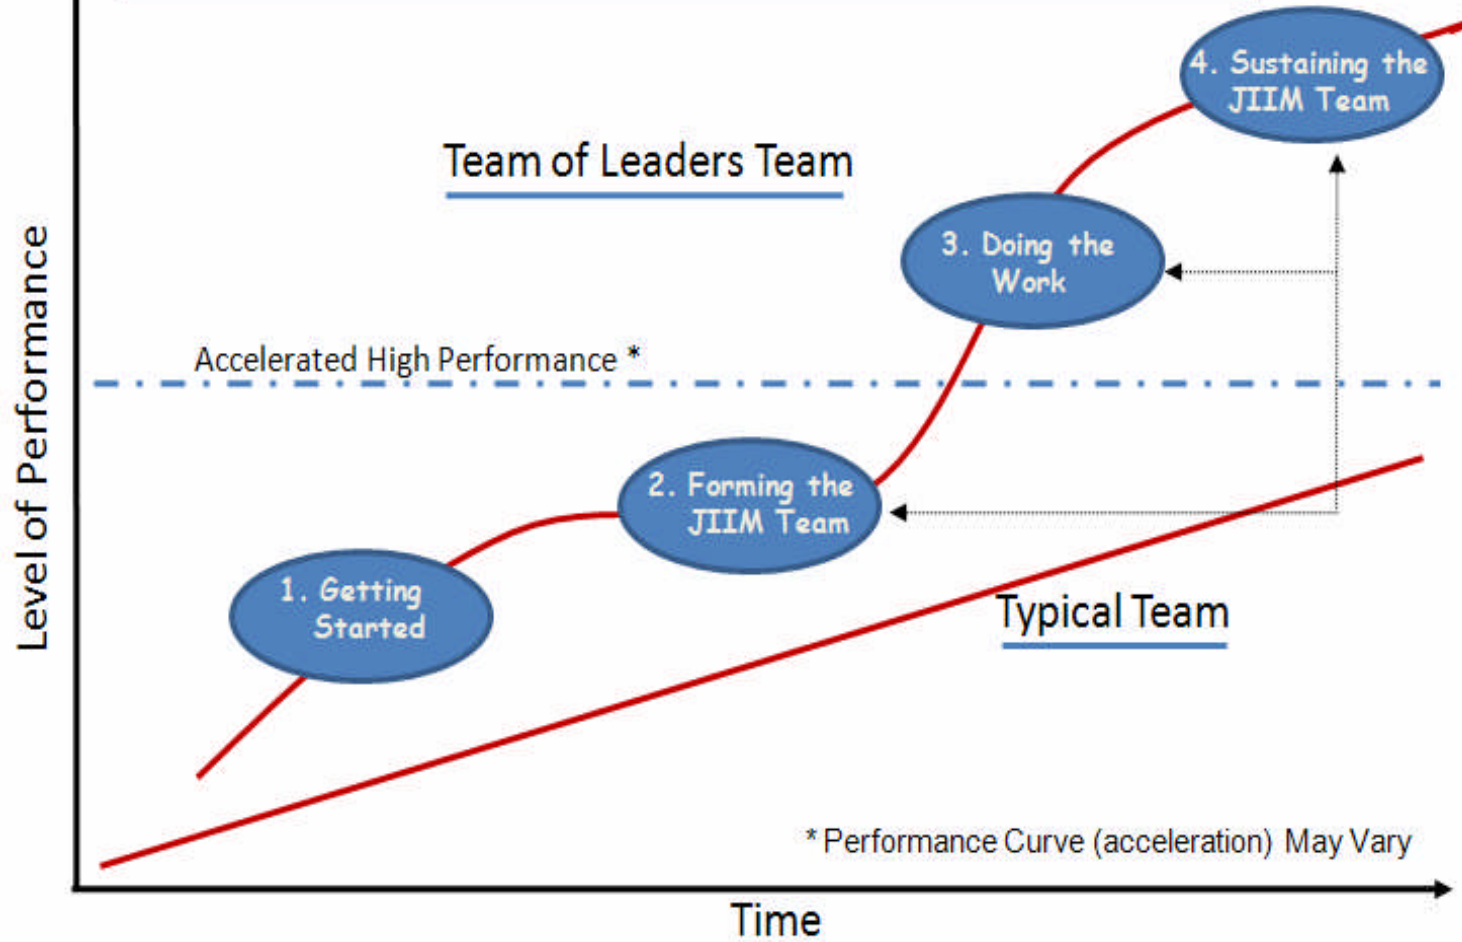 4. Sustaining the
JIIM Team
Team of Leaders Team
3. Doing the
Work
Accelerated High Performance *
2. Forming the
JIIM Team
1. Getting
Started
Typical Team
* Performance Curve (acceleration) May Vary
Level of Performance
Time